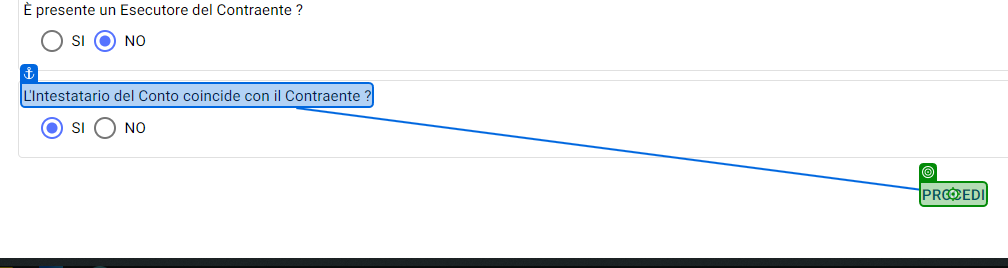 È presente un Esecutore del Contraente ?
SI NO
L'Intestatario del Conto coincide con il Contraente ?
SI NO
PROCEDI